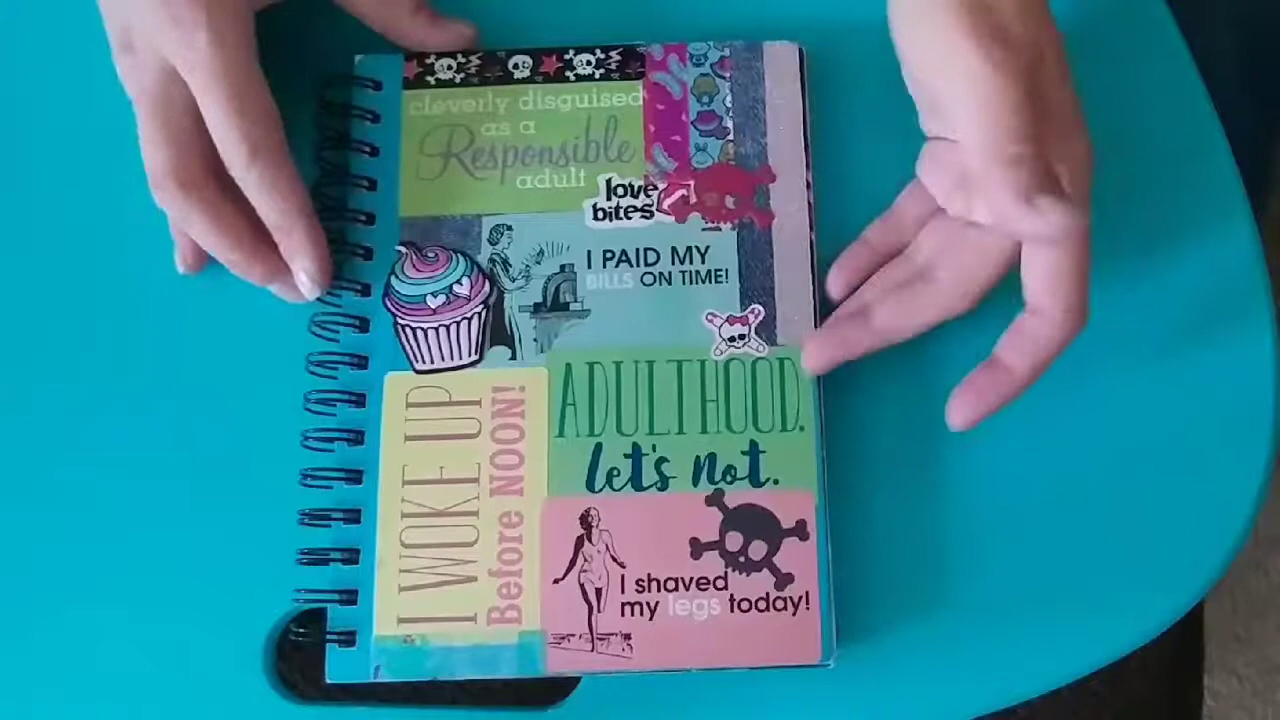 cleverly disguised
as a
Responsible
adult
love
bites
I PAID MY
BILLS ON TIME!
I WOKE UP
Before NOON!
ADULTHOOD.
let's not.
I shaved
my legs today!